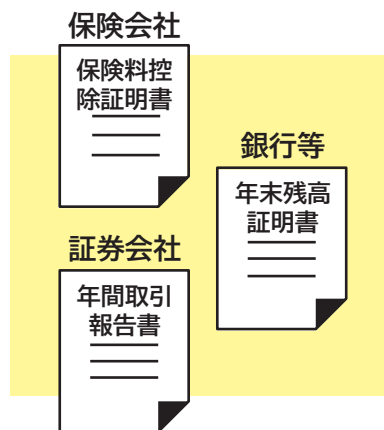 保険会社
保険料控
除証明書
銀行等
年末残高
証明書
証券会社
年間取引
報告書